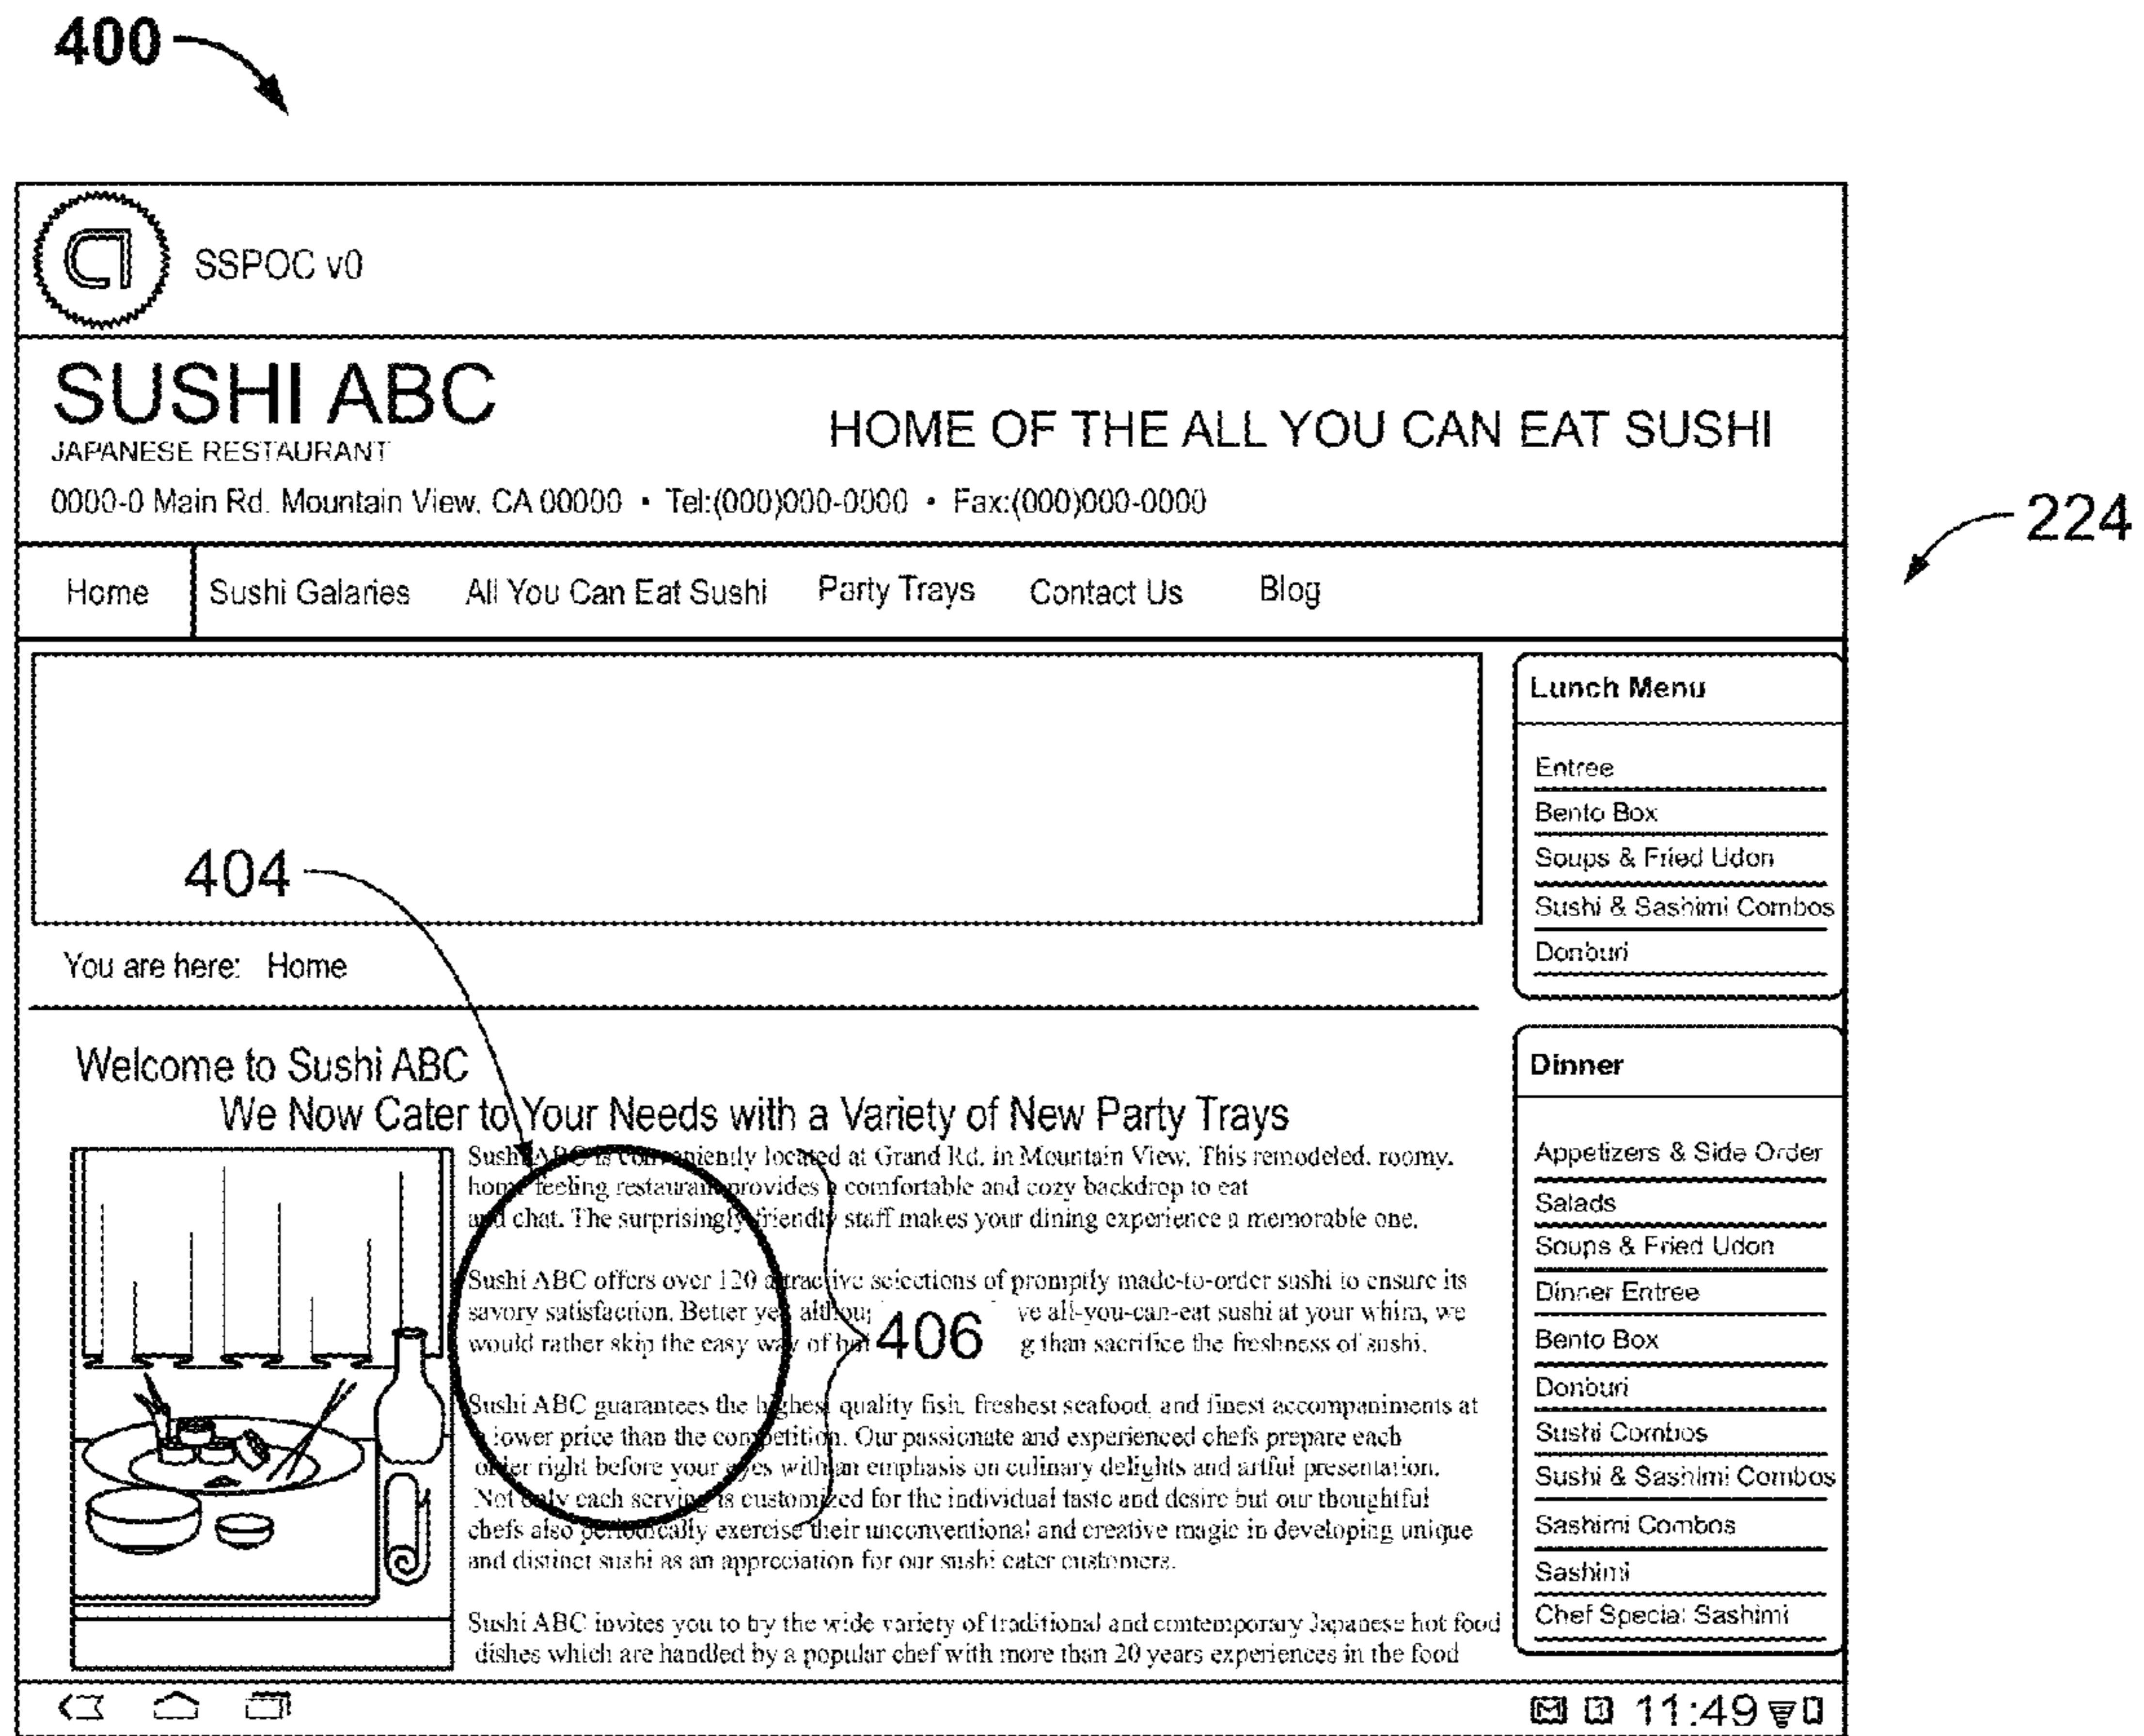 400
SSPOC v0
SUSHI ABC
JAPANESE RESTAURANT
HOME OF THE ALL YOU CAN EAT SUSHI
0000-0 Main Rd. Mountain View, CA 00000 • Tel:(000)000-0000 • Fax:(000)000-0000
224
Home Sushi Galaries All You Can Eat Sushi Party Trays Contact Us Blog
404
You are here: Home
Welcome to Sushi ABC
We Now Cater to Your Needs with a Variety of New Party Trays
Sushi ABC is conveniently located at Grand Rd. in Mountain View. This remodeled, roomy,
home feeling restaurant provides a comfortable and cozy backdrop to eat
and chat. The surprisingly friendly staff makes your dining experience a memorable one.
Sushi ABC offers over 120 attractive selections of promptly made-to-order sushi to ensure its
savory satisfaction. Better yet all-you-can-eat sushi at your whim, we
would rather skip the easy way of than sacrifice the freshness of sushi.
406
Sushi ABC guarantees the highest quality fish, freshest seafood, and finest accompaniments at
a lower price than the competition. Our passionate and experienced chefs prepare each
order right before your eyes with an emphasis on culinary delights and artful presentation.
Not only each serving is customized for the individual taste and desire but our thoughtful
chefs also periodically exercise their unconventional and creative magic in developing unique
and distinct sushi as an appreciation for our sushi eater customers.
Sushi ABC invites you to try the wide variety of traditional and contemporary Japanese hot food
dishes which are handled by a popular chef with more than 20 years experiences in the food
Lunch Menu
Entree
Bento Box
Soups & Fried Udon
Sushi & Sashimi Combos
Donburi
Dinner
Appetizers & Side Order
Salads
Soups & Fried Udon
Dinner Entree
Bento Box
Donburi
Sushi Combos
Sushi & Sashimi Combos
Sashimi Combos
Sashimi
Chef Special Sashimi
11:49